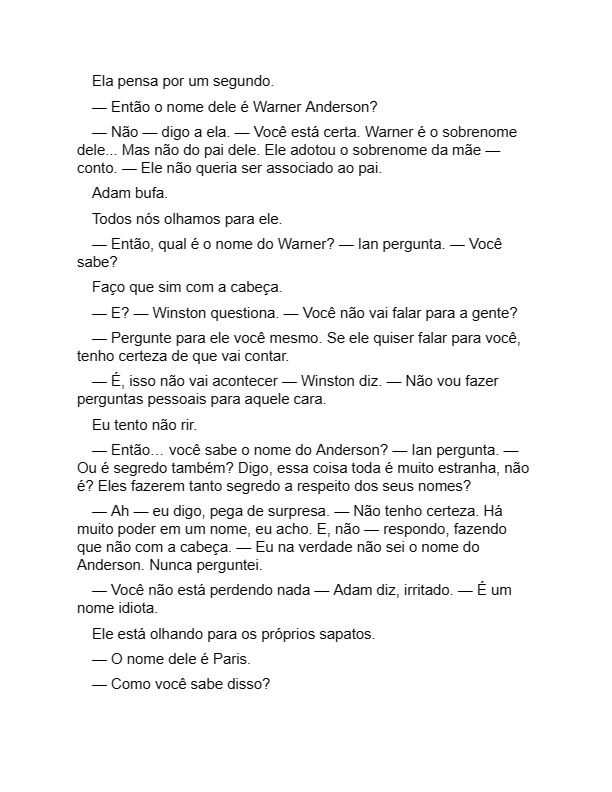 Ela pensa por um segundo.
— Então o nome dele é Warner Anderson?
— Não — digo a ela. — Você está certa. Warner é o sobrenome
dele... Mas não do pai dele. Ele adotou o sobrenome da mãe —
conto. — Ele não queria ser associado ao pai.
Adam bufa.
Todos nós olhamos para ele.
— Então, qual é o nome do Warner? — Ian pergunta. — Você
sabe?
Faço que sim com a cabeça.
— E? — Winston questiona. — Você não vai falar para a gente?
— Pergunte para ele você mesmo. Se ele quiser falar para você,
tenho certeza de que vai contar.
— É, isso não vai acontecer — Winston diz. — Não vou fazer
perguntas pessoais para aquele cara.
Eu tento não rir.
— Então… você sabe o nome do Anderson? — Ian pergunta. —
Ou é segredo também? Digo, essa coisa toda é muito estranha, não
é? Eles fazerem tanto segredo a respeito dos seus nomes?
— Ah — eu digo, pega de surpresa. — Não tenho certeza. Há
muito poder em um nome, eu acho. E, não — respondo, fazendo
que não com a cabeça. — Eu na verdade não sei o nome do
Anderson. Nunca perguntei.
— Você não está perdendo nada — Adam diz, irritado. — É um
nome idiota.
Ele está olhando para os próprios sapatos.
— O nome dele é Paris.
— Como você sabe disso?